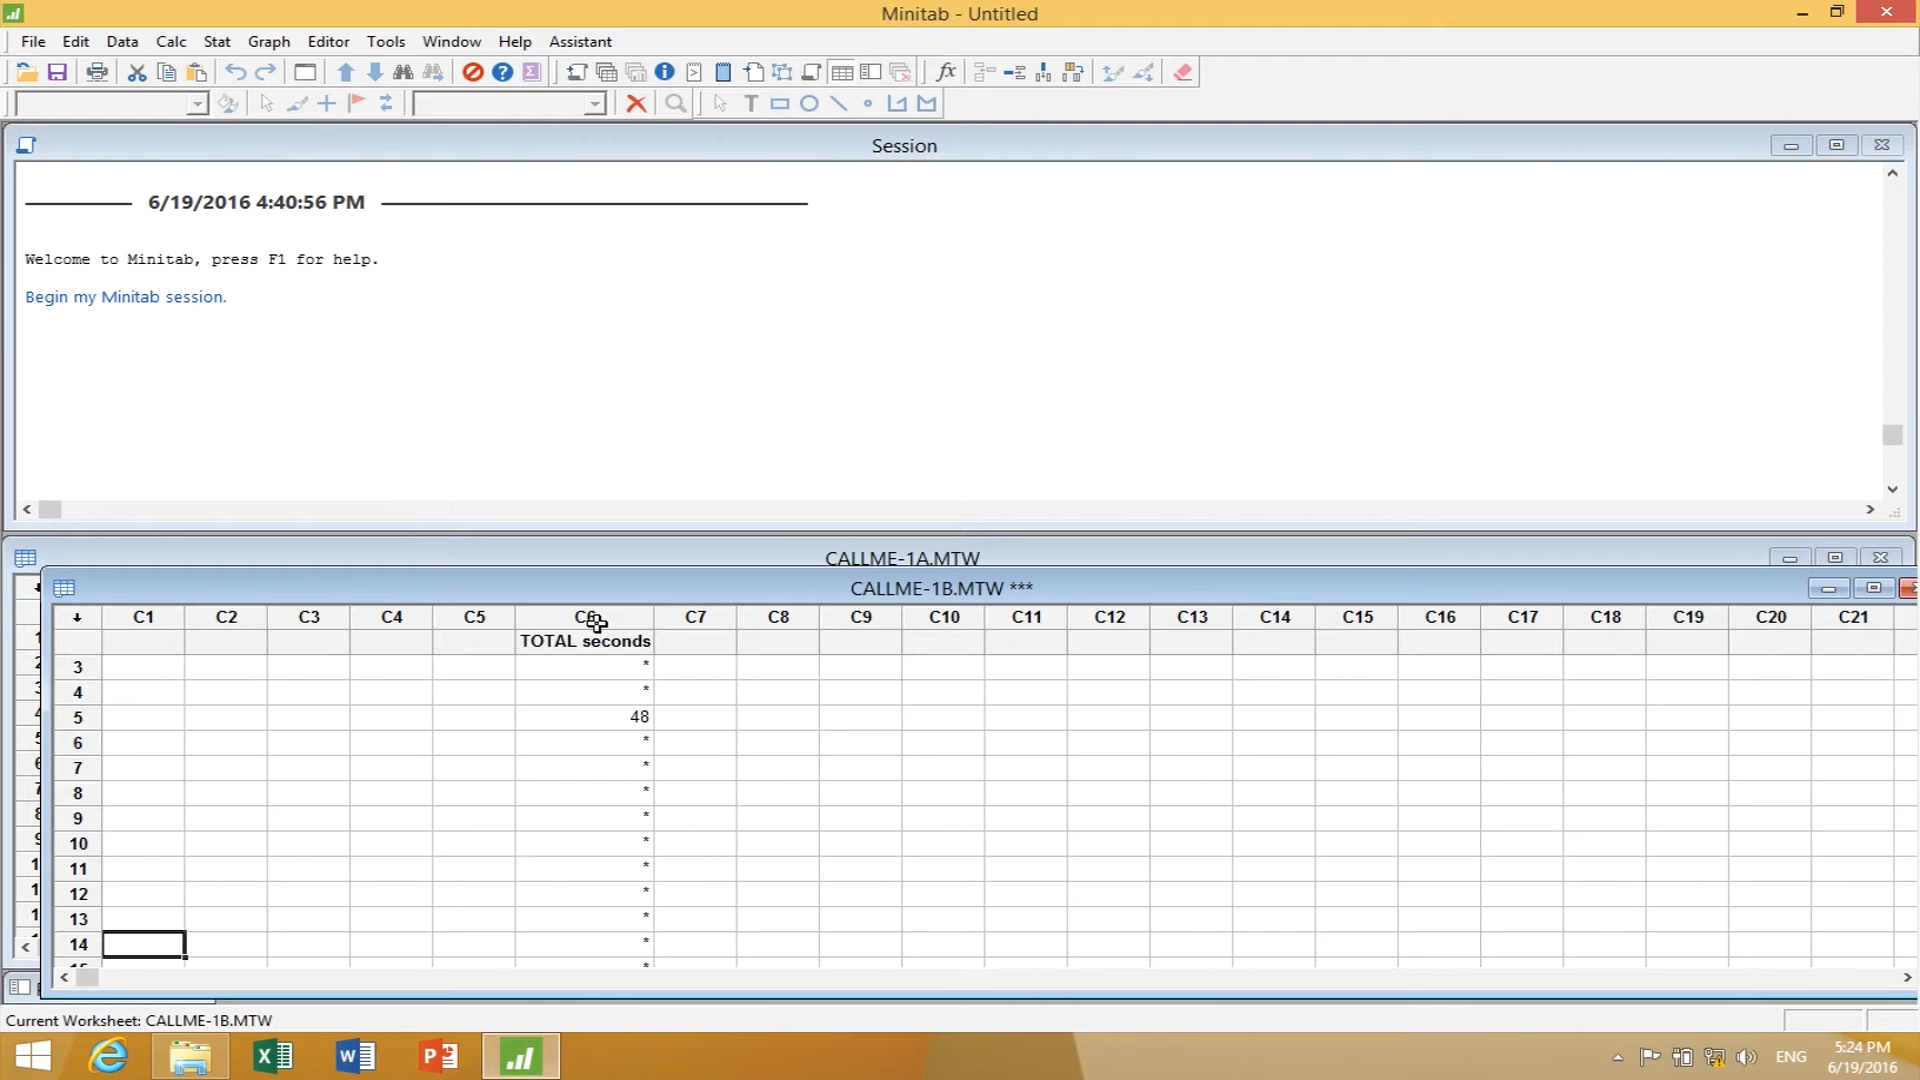 Minitab - Untitled
File Edit Data Calc Stat Graph Editor Tools Window Help Assistant
Session
6/19/2016 4:40:56 PM
Welcome to Minitab, press F1 for help.
Begin my Minitab session.
CALLME-1A.MTW
CALLME-1B.MTW ***
C1 C2 C3 C4 C5 C6 C7 C8 C9 C10 C11 C12 C13 C14 C15 C16 C17 C18 C19 C20 C21
TOTAL seconds
3 *
4 *
5 48
6 *
7 *
8 *
9 *
10 *
11 *
12 *
13 *
14 *
15 *
Current Worksheet: CALLME-1B.MTW
ENG
5:24 PM
6/19/2016